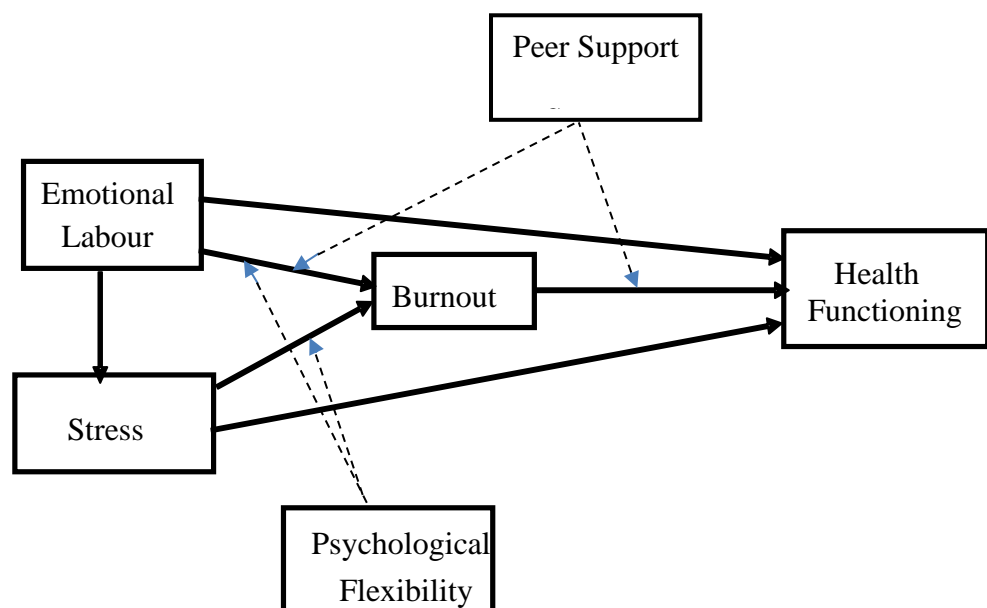 Peer Support
Emotional
Labour
Burnout
Health
Functioning
Stress
Psychological
Flexibility